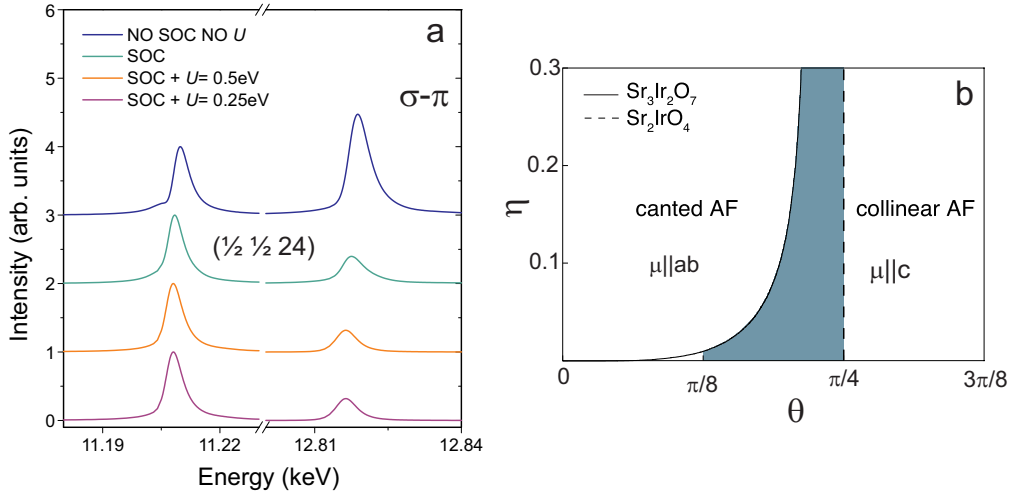 a
NO SOC NO U
SOC
SOC + U= 0.5eV
SOC + U= 0.25eV
σ-π
(½ ½ 24)
Intensity (arb. units)
6
5
4
3
2
1
0
11.19 11.22 12.81 12.84
Energy (keV)
b
Sr₃Ir₂O₇
Sr₂IrO₄
canted AF
collinear AF
μ||ab
μ||c
η
0.3
0.2
0.1
0 π/8 π/4 3π/8
θ